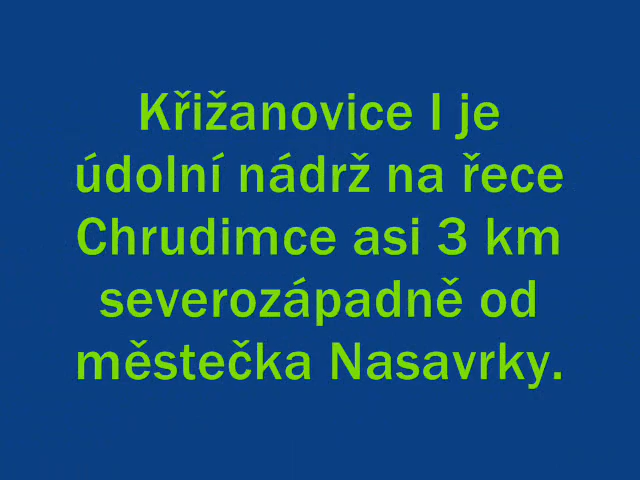 Křižanovice I je
údolní nádrž na řece
Chrudimce asi 3 km
severozápadně od
městečka Nasavrky.